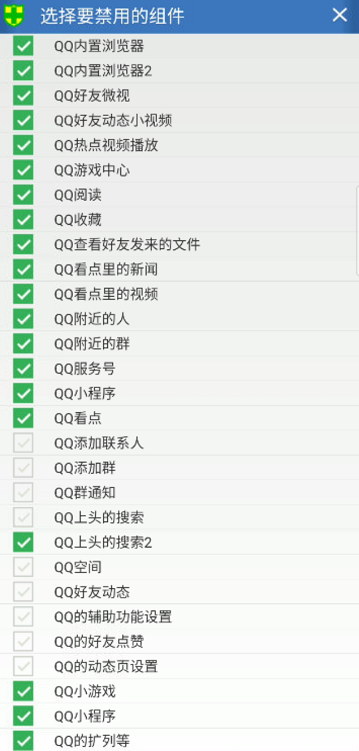 选择要禁用的组件
QQ内置浏览器
QQ内置浏览器2
QQ好友微视
QQ好友动态小视频
QQ热点视频播放
QQ游戏中心
QQ阅读
QQ收藏
QQ查看好友发来的文件
QQ看点里的新闻
QQ看点里的视频
QQ附近的人
QQ附近的群
QQ服务号
QQ小程序
QQ看点
QQ添加联系人
QQ添加群
QQ群通知
QQ上头的搜索
QQ上头的搜索2
QQ空间
QQ好友动态
QQ的辅助功能设置
QQ的好友点赞
QQ的动态页设置
QQ小游戏
QQ小程序
QQ的扩列等